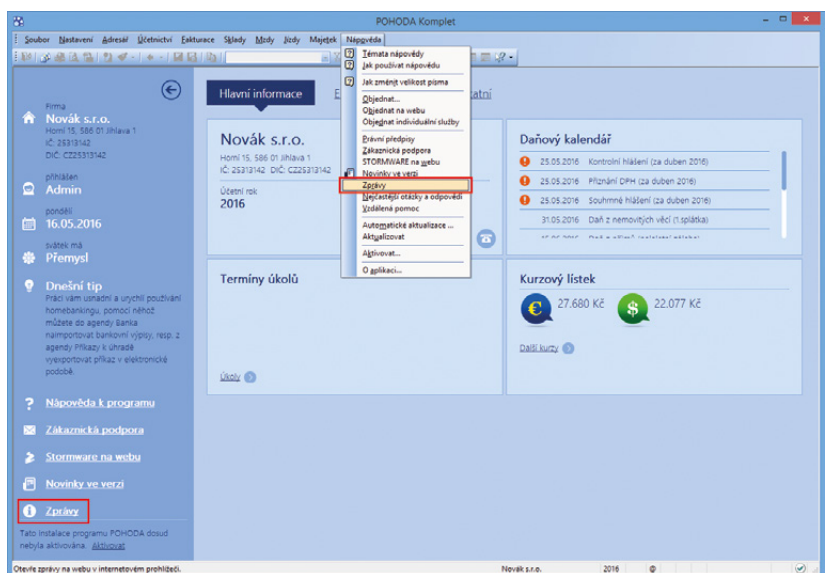 POHODA Komplet
Soubor Nastavení Adresář Účetnictví Fakturace Sklady Mzdy Jízdy Majetek Nápověda
Témata nápovědy
Jak používat nápovědu
Jak změnit velikost písma
Objednat...
Objednat na webu
Objednat individuální služby
Právní předpisy
Zákaznická podpora
STORMWARE na webu
Novinky ve verzi
Zprávy
Nejčastější otázky a odpovědi
Vzdálená pomoc
Automatické aktualizace ...
Aktualizovat
Aktivovat...
O aplikaci...
Firma
Novák s.r.o.
Horní 15, 586 01 Jihlava 1
IČ: 25313142
DIČ: CZ25313142
přihlášen
Admin
pondělí
16.05.2016
svátek má
Přemysl
Dnešní tip
Práci vám usnadní a urychlí používání
homebankingu, pomocí něhož
můžete do agendy Banka
naimportovat bankovní výpisy, resp. z
agendy Příkazy k úhradě
vyexportovat příkaz v elektronické
podobě.
Nápověda k programu
Zákaznická podpora
Stormware na webu
Novinky ve verzi
Zprávy
Tato instalace programu POHODA dosud
nebyla aktivována. Aktivovat
Hlavní informace
Novák s.r.o.
Horní 15, 586 01 Jihlava 1
IČ: 25313142 DIČ: CZ25313142
Účetní rok
2016
Daňový kalendář
25.05.2016 Kontrolní hlášení (za duben 2016)
25.05.2016 Přiznání DPH (za duben 2016)
25.05.2016 Souhrnné hlášení (za duben 2016)
31.05.2016 Daň z nemovitých věcí (1.splátka)
Termíny úkolů
Úkoly
Kurzový lístek
27.680 Kč
22.077 Kč
Další kurzy
Otevře zprávy na webu v internetovém prohlížeči.
Novák s.r.o. 2016 @